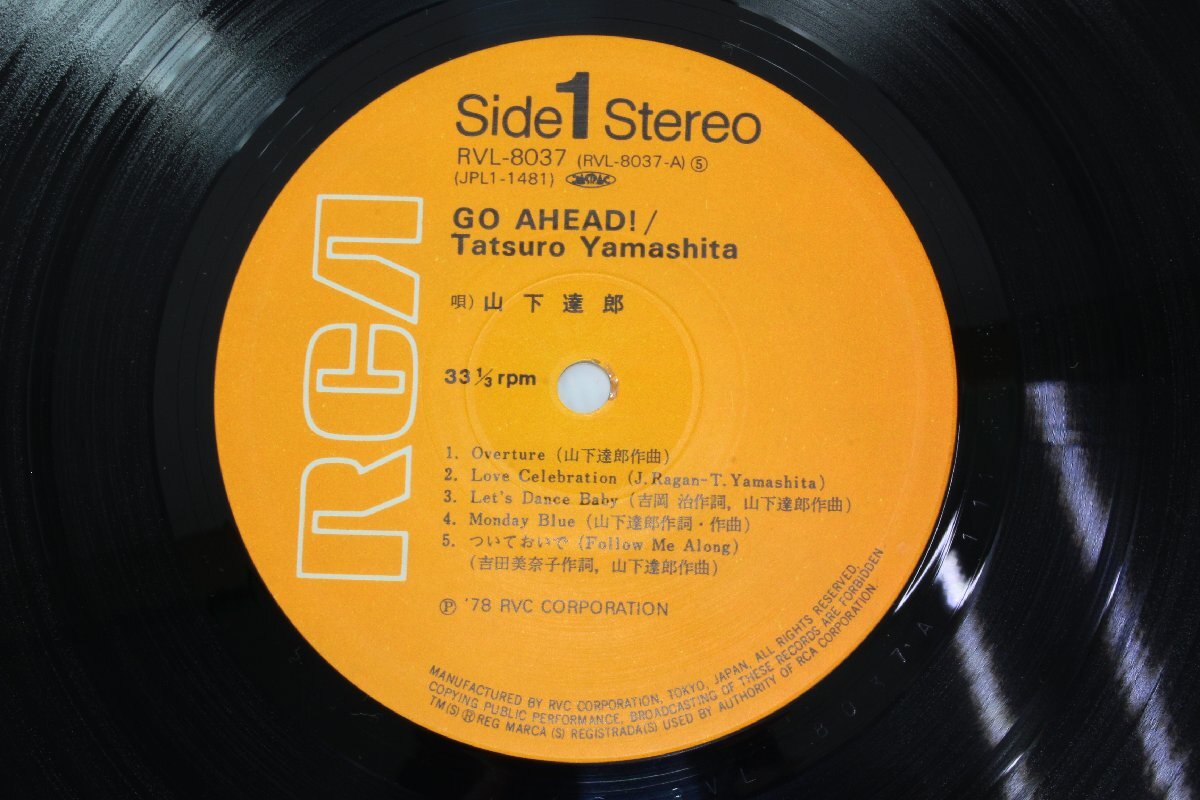 Side 1 Stereo
RVL-8037 (RVL-8037-A) ⑤
(JPL1-1481)
GO AHEAD! /
Tatsuro Yamashita
唄) 山下達郎
33 1/3 rpm
1. Overture (山下達郎作曲)
2. Love Celebration (J. Ragan-T. Yamashita)
3. Let's Dance Baby (吉岡 治作詞, 山下達郎作曲)
4. Monday Blue (山下達郎作詞・作曲)
5. ついておいで (Follow Me Along)
(吉田美奈子作詞, 山下達郎作曲)
Ⓟ '78 RVC CORPORATION
MANUFACTURED BY RVC CORPORATION, TOKYO, JAPAN, ALL RIGHTS RESERVED.
COPYING PUBLIC PERFORMANCE, BROADCASTING OF THESE RECORDS ARE FORBIDDEN
TM(S) ® REG MARCA (S) REGISTRADA(S) USED BY AUTHORITY OF RCA CORPORATION.
RCA